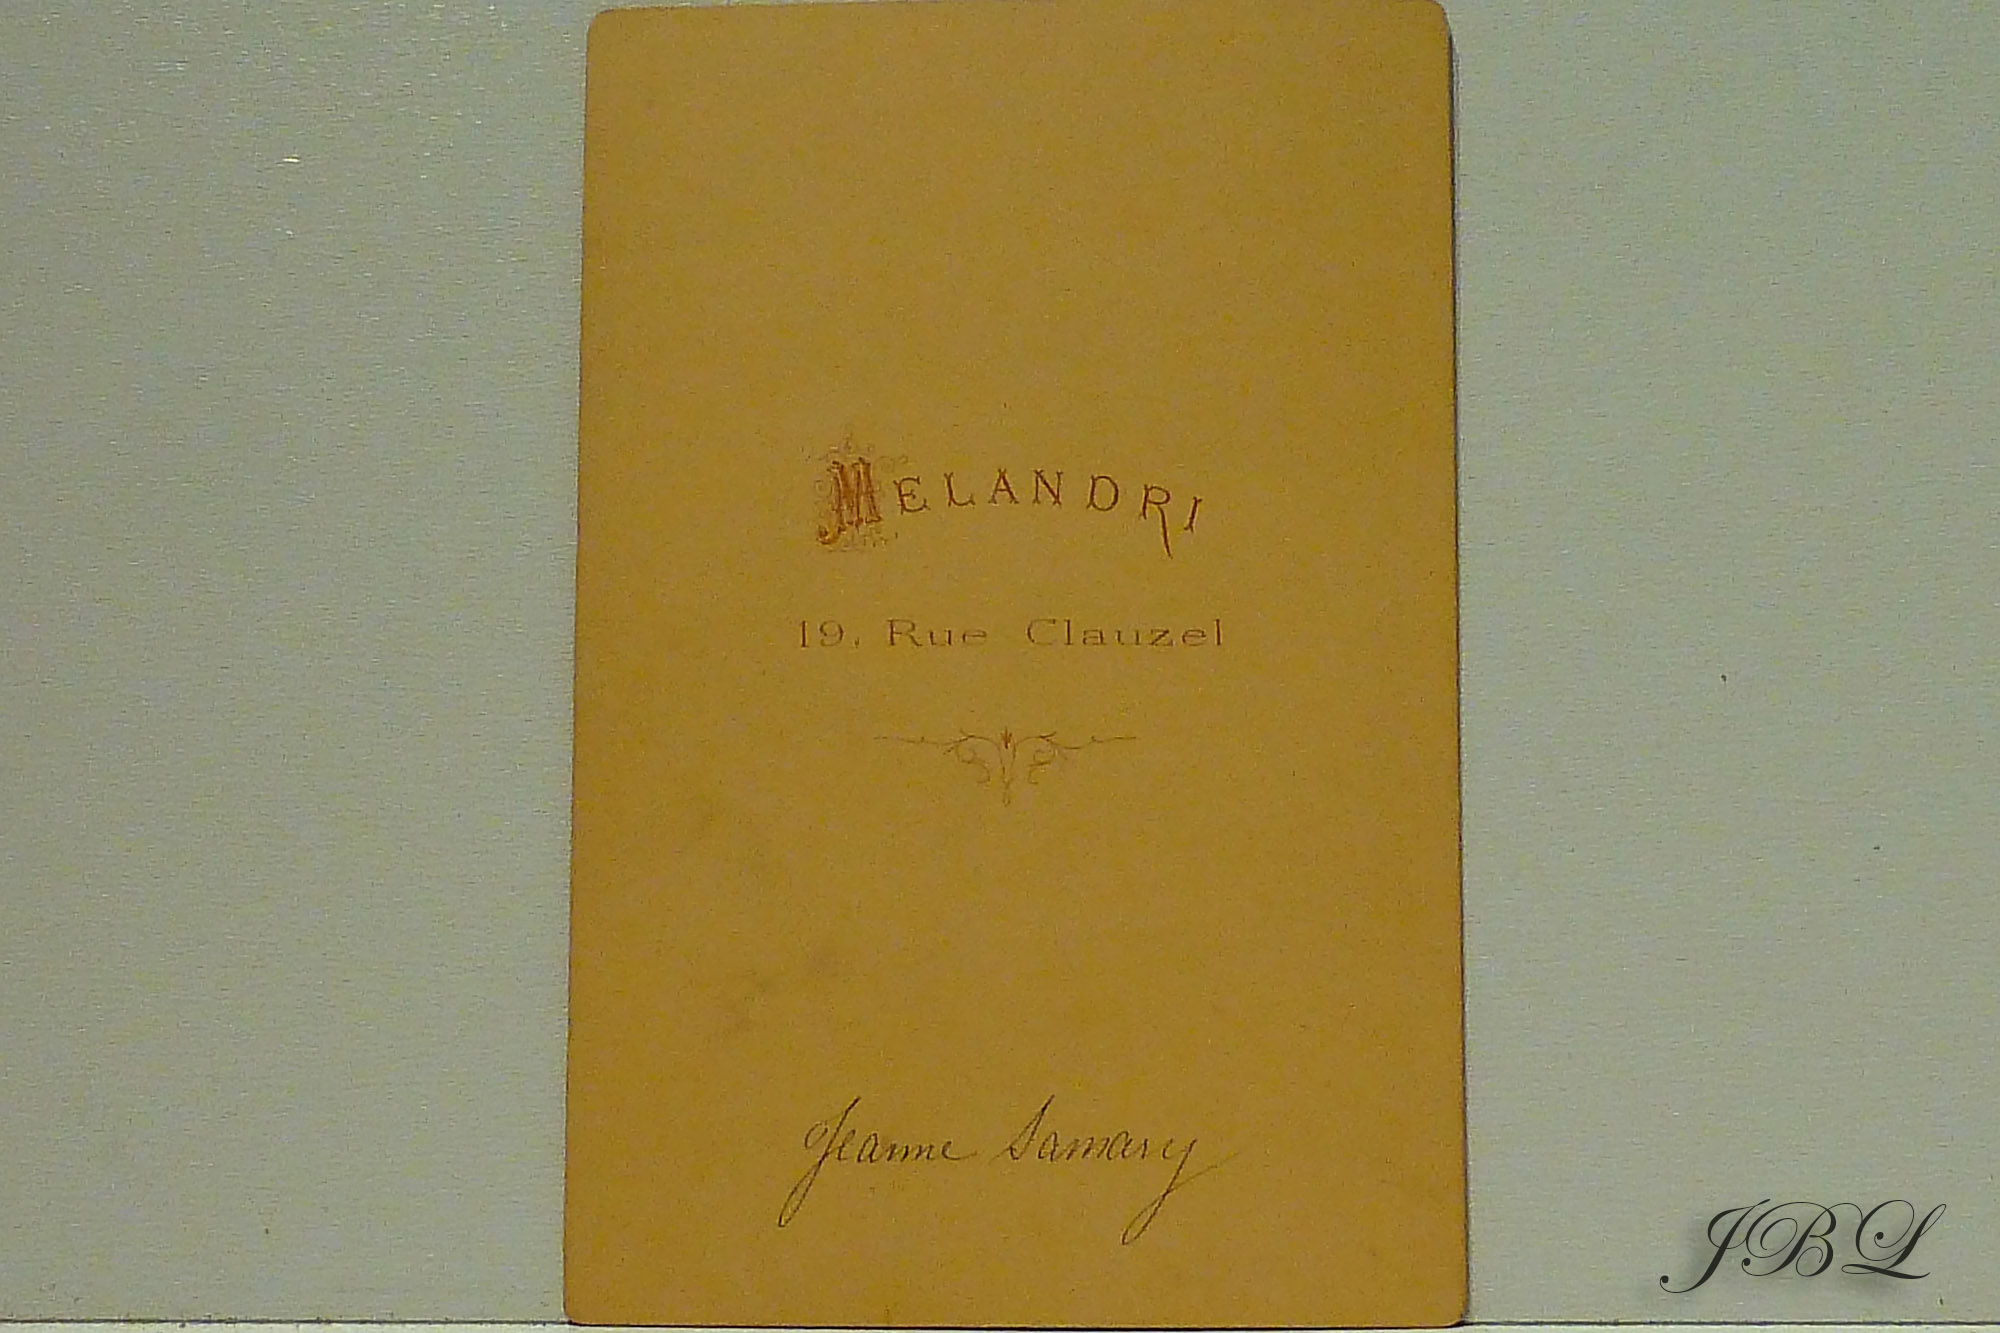 MELANDRI
19, Rue Clauzel
Jeanne Samary
JBL